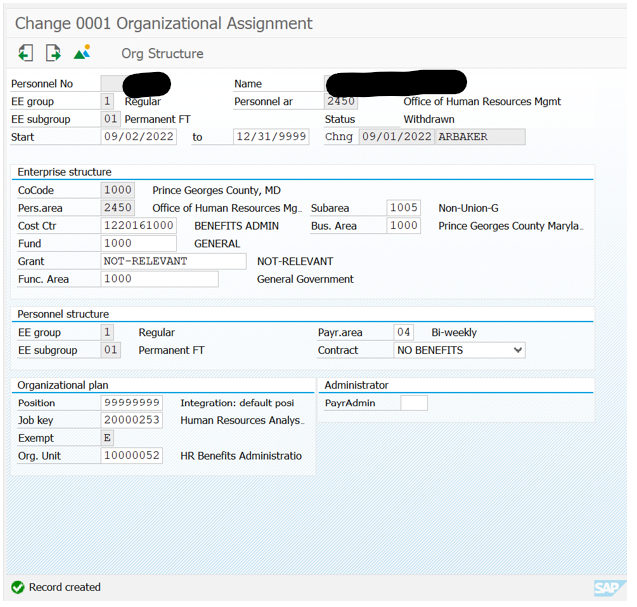 Change 0001 Organizational Assignment
Org Structure
Personnel No Name
EE group 1 Regular Personnel ar 2450 Office of Human Resources Mgmt
EE subgroup 01 Permanent FT Status Withdrawn
Start 09/02/2022 to 12/31/9999 Chng 09/01/2022 ARBAKER
Enterprise structure
CoCode 1000 Prince Georges County, MD
Pers.area 2450 Office of Human Resources Mg.. Subarea 1005 Non-Union-G
Cost Ctr 1220161000 BENEFITS ADMIN Bus. Area 1000 Prince Georges County Maryla..
Fund 1000 GENERAL
Grant NOT-RELEVANT NOT-RELEVANT
Func. Area 1000 General Government
Personnel structure
EE group 1 Regular Payr.area 04 Bi-weekly
EE subgroup 01 Permanent FT Contract NO BENEFITS
Organizational plan Administrator
Position 99999999 Integration: default posi PayrAdmin
Job key 20000253 Human Resources Analys..
Exempt E
Org. Unit 10000052 HR Benefits Administratio
Record created SAP